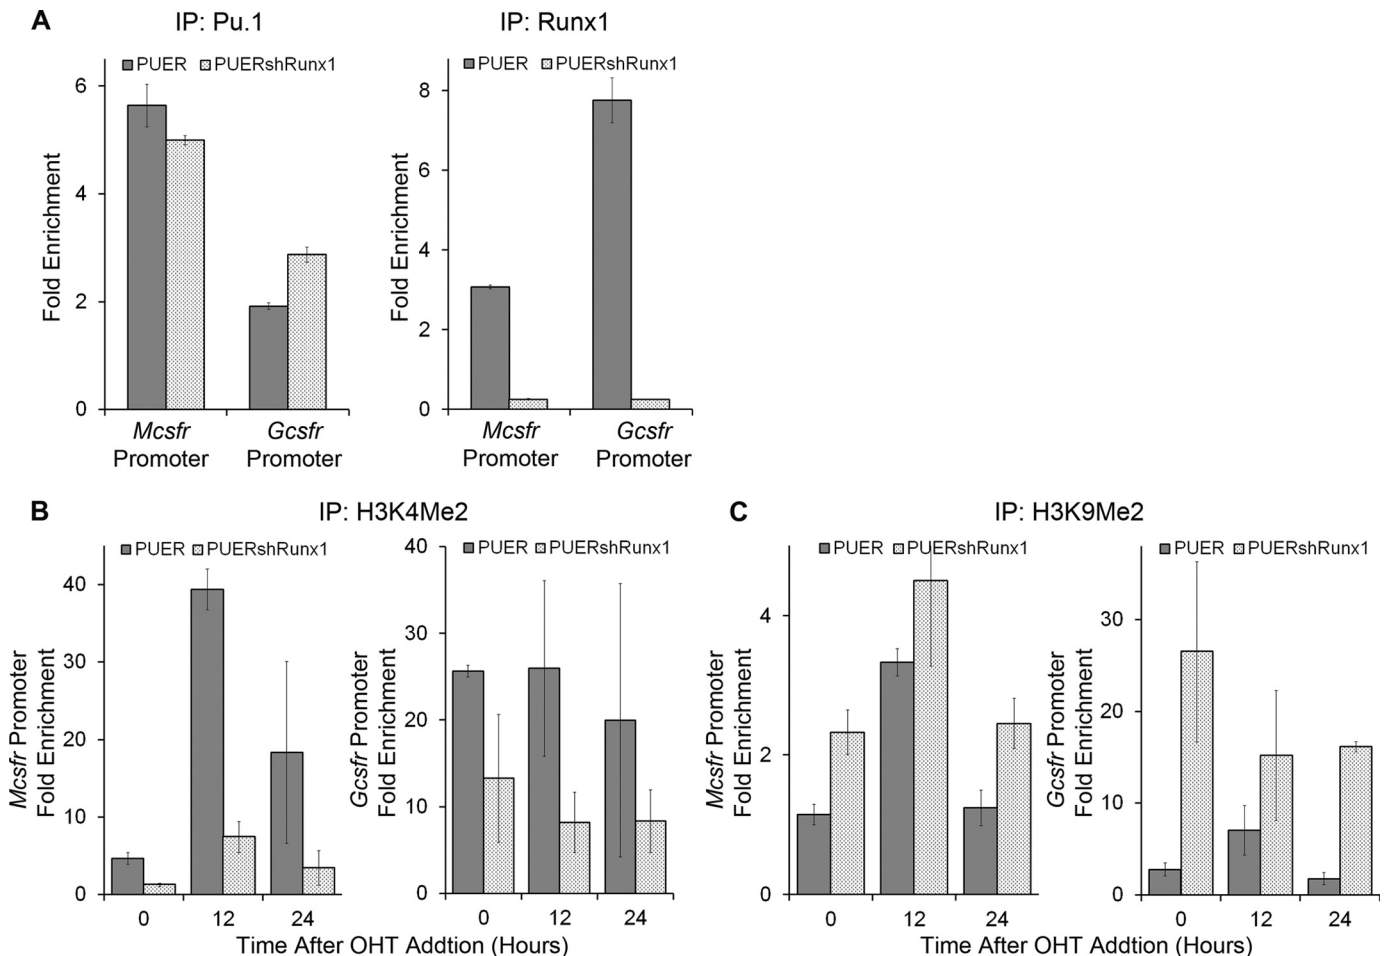 A
IP: Pu.1
PUER PUERshRunx1
Fold Enrichment
6
4
2
0
Mcsfr
Promoter
Gcsfr
Promoter
IP: Runx1
PUER PUERshRunx1
Fold Enrichment
8
6
4
2
0
Mcsfr
Promoter
Gcsfr
Promoter
B
IP: H3K4Me2
PUER PUERshRunx1
Mcsfr Promoter
Fold Enrichment
40
30
20
10
0
0 12 24
PUER PUERshRunx1
Gcsfr Promoter
Fold Enrichment
40
30
20
10
0
0 12 24
Time After OHT Addtion (Hours)
C
IP: H3K9Me2
PUER PUERshRunx1
Mcsfr Promoter
Fold Enrichment
4
2
0
0 12 24
PUER PUERshRunx1
Gcsfr Promoter
Fold Enrichment
30
20
10
0
0 12 24
Time After OHT Addtion (Hours)